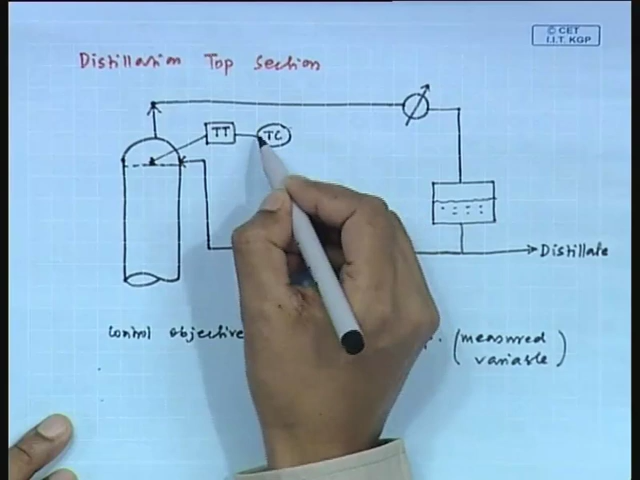 © CET
I.I.T. KGP
Distillation Top Section
TT
TC
Distillate
Control objective
(measured
variable)